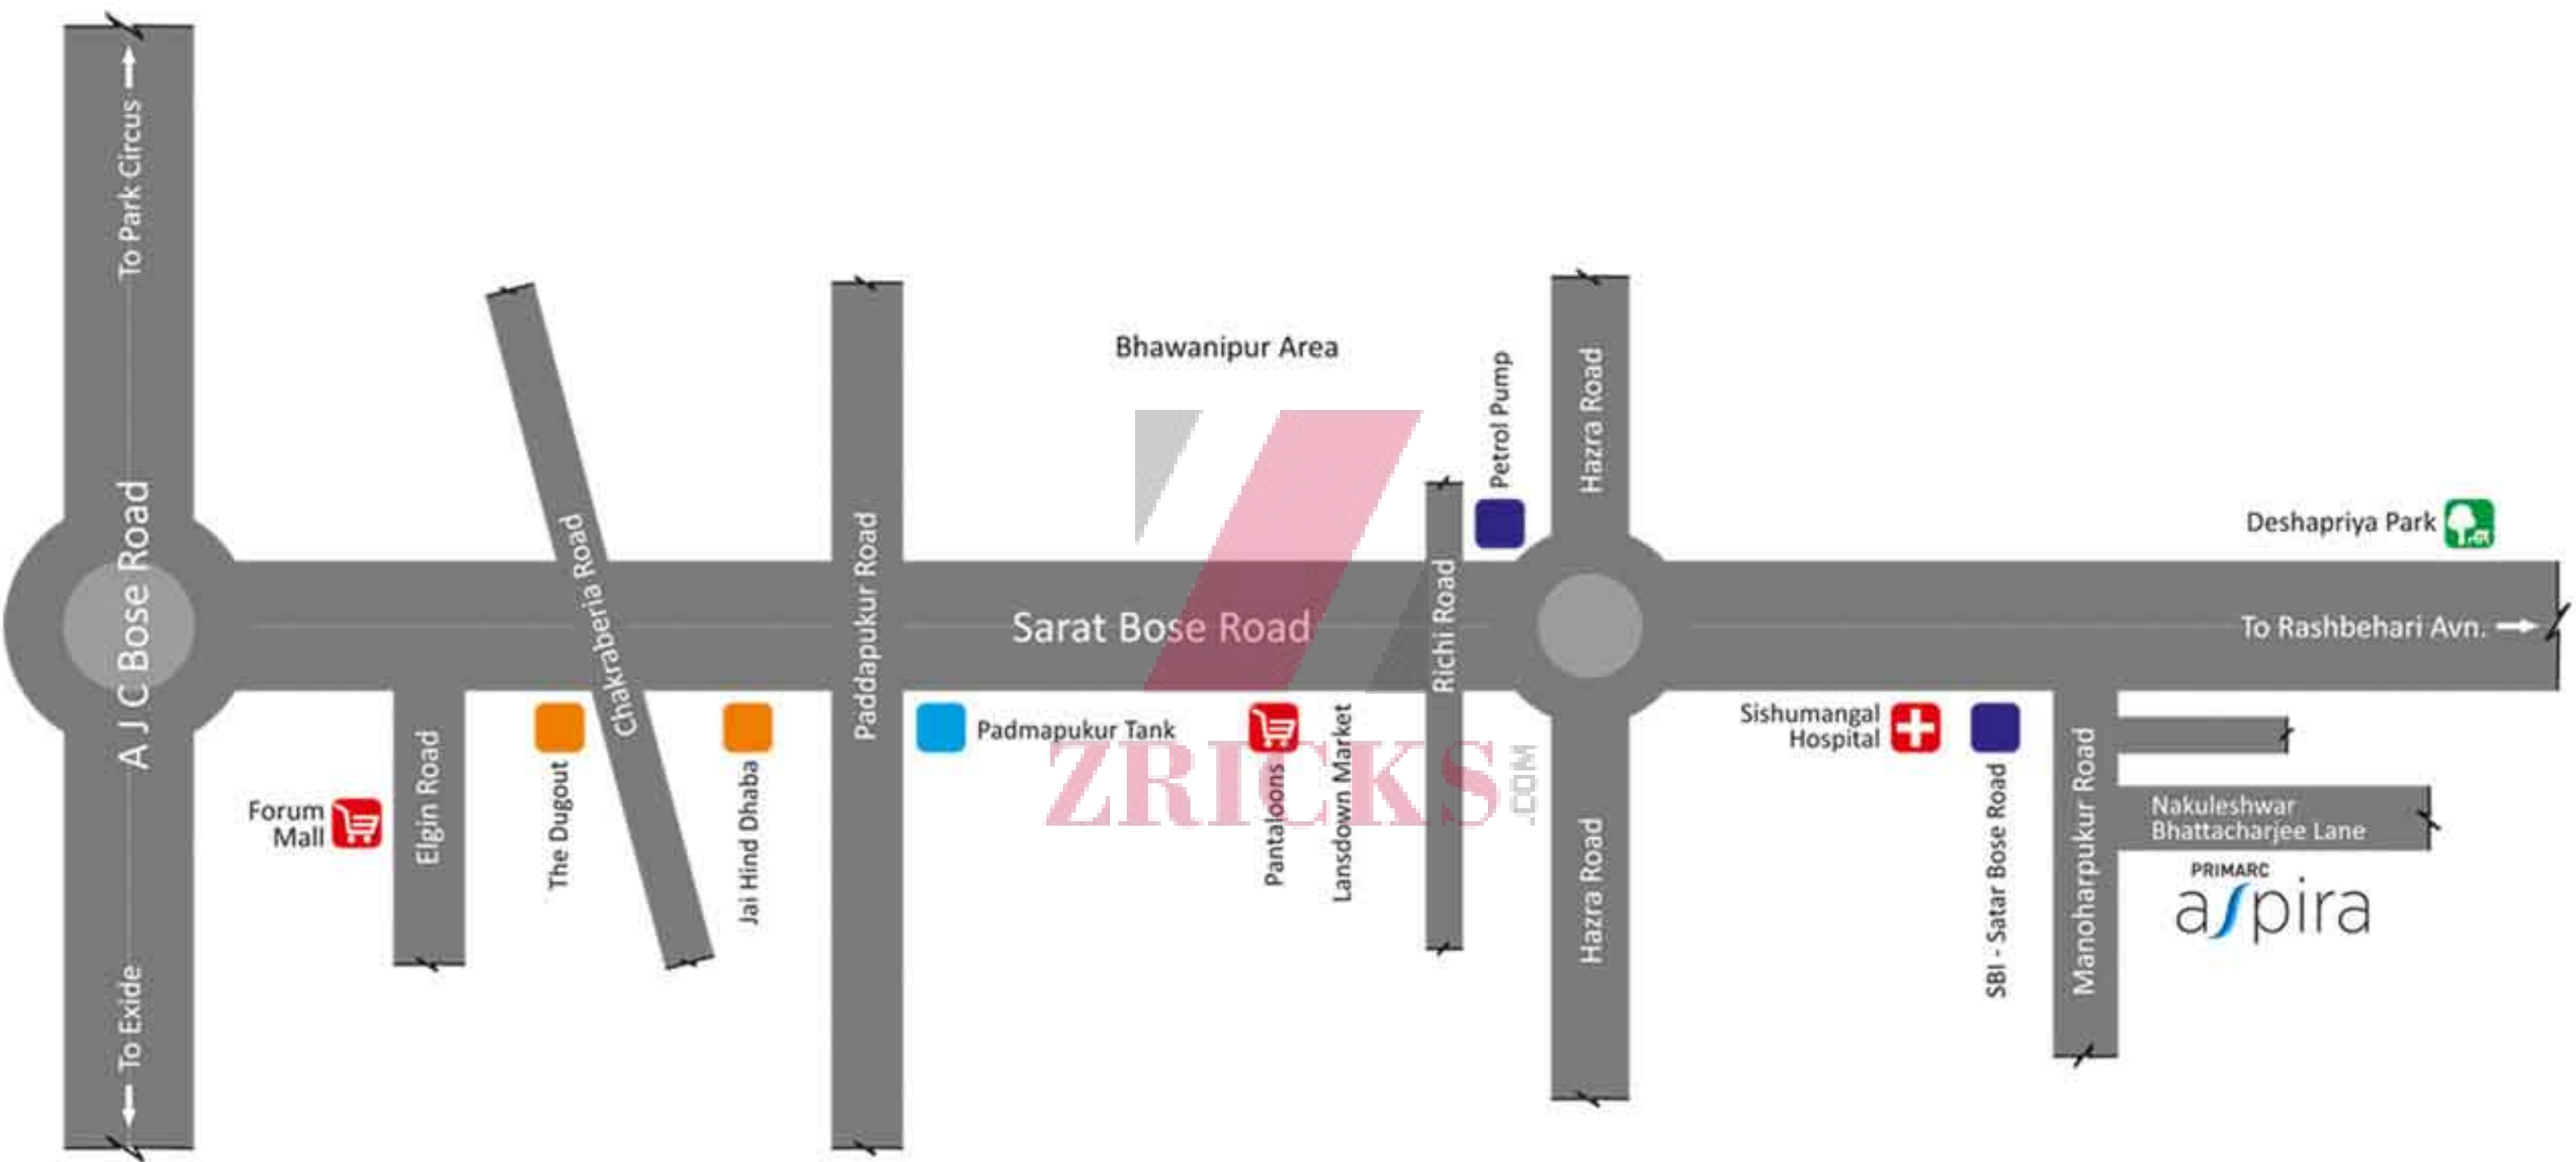 To Park Circus
A J C Bose Road
To Exide
Forum
Mall
Elgin Road
The Dugout
Chakraberia Road
Jai Hind Dhaba
Paddapukur Road
Padmapukur Tank
Bhawanipur Area
Sarat Bose Road
Pantaloons
Lansdown Market
Richi Road
Petrol Pump
Hazra Road
Hazra Road
ZRICKS
.COM
Sishumangal
Hospital
SBI - Satar Bose Road
Manoharpukur Road
Deshapriya Park
To Rashbehari Avn.
Nakuleshwar
Bhattacharjee Lane
PRIMARC
aspira